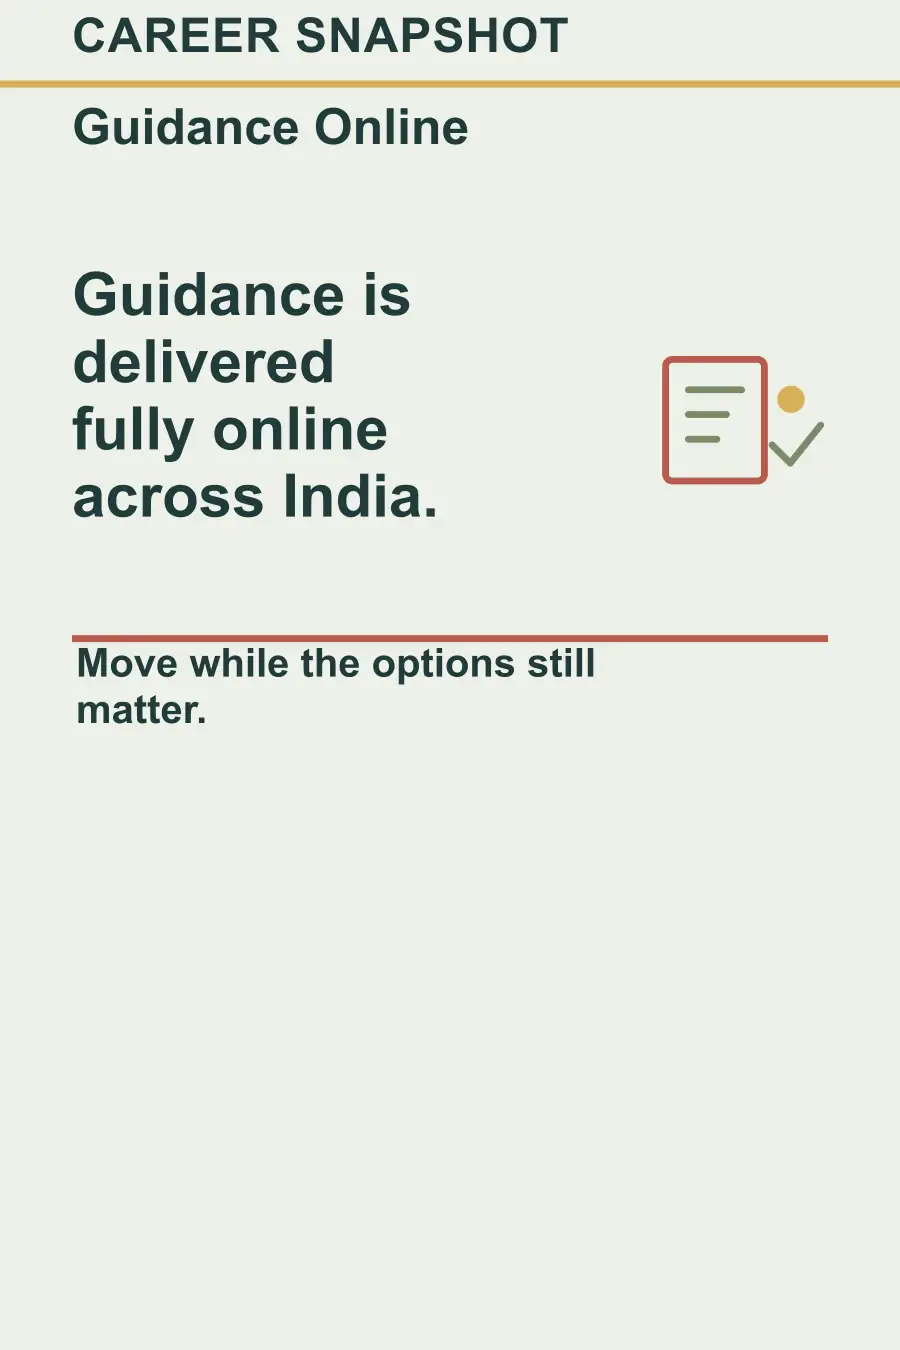 CAREER SNAPSHOT
Guidance Online
Guidance is
delivered
fully online
across India.
Move while the options still
matter.